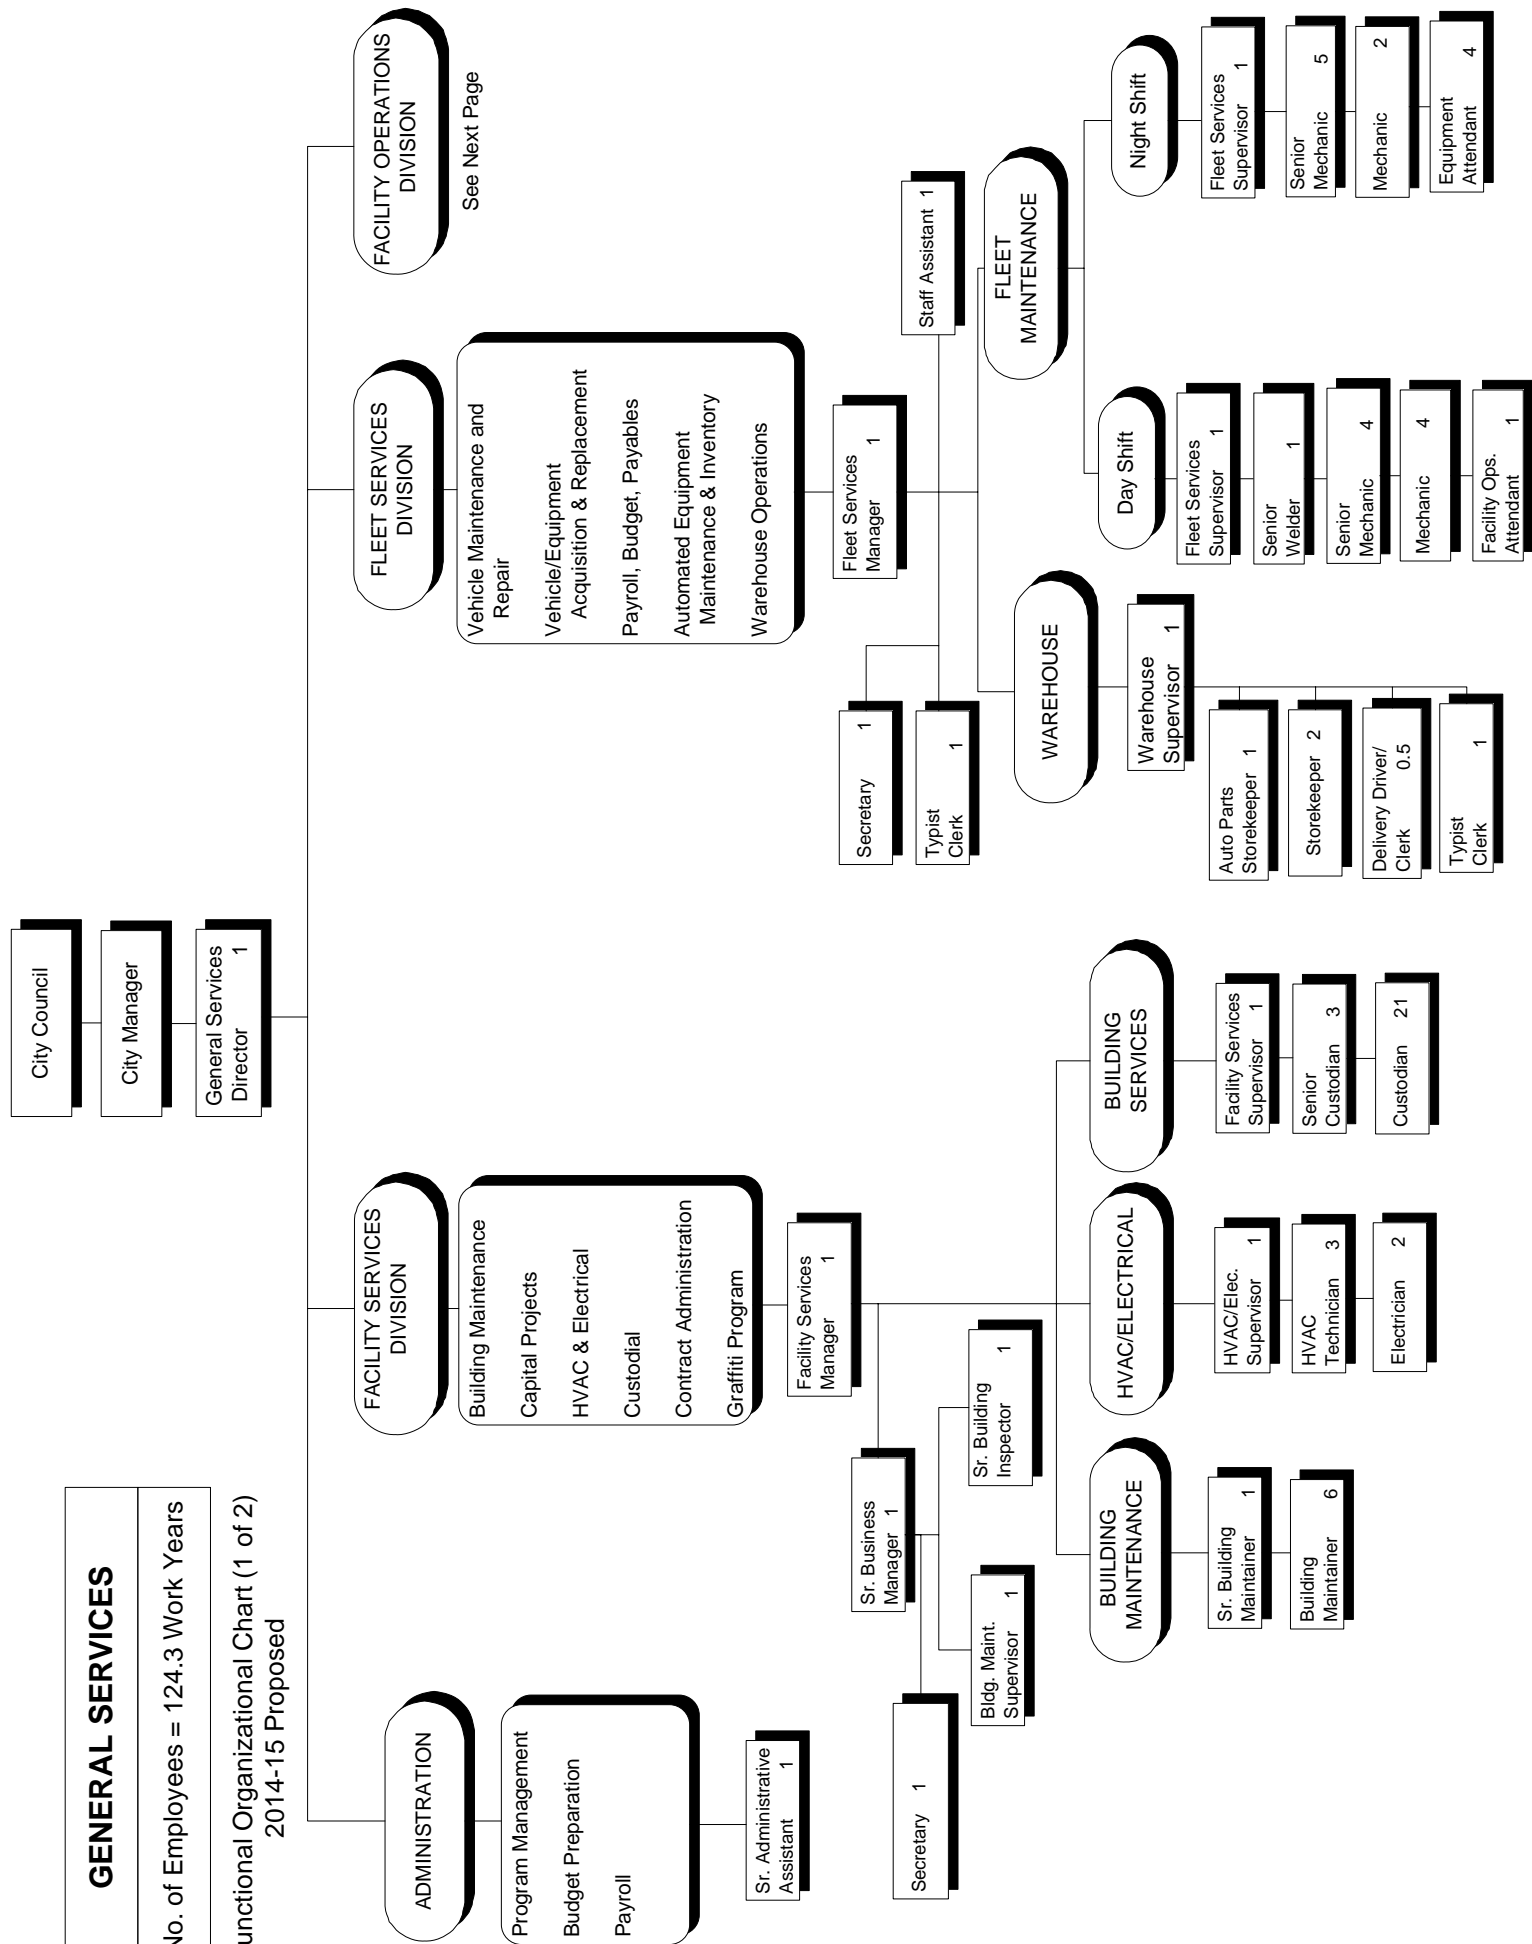 GENERAL SERVICES
No. of Employees = 124.3 Work Years
unctional Organizational Chart (1 of 2)
2014-15 Proposed
City Council
City Manager
General Services
Director 1
ADMINISTRATION
Program Management
Budget Preparation
Payroll
Sr. Administrative
Assistant 1
FACILITY SERVICES
DIVISION
Building Maintenance
Capital Projects
HVAC & Electrical
Custodial
Contract Administration
Graffiti Program
Facility Services
Manager 1
Sr. Business
Manager 1
Secretary 1
Bldg. Maint.
Supervisor 1
Sr. Building
Inspector 1
BUILDING
MAINTENANCE
Sr. Building
Maintainer 1
Building
Maintainer 6
HVAC/ELECTRICAL
HVAC/Elec.
Supervisor 1
HVAC
Technician 3
Electrician 2
BUILDING
SERVICES
Facility Services
Supervisor 1
Senior
Custodian 3
Custodian 21
FLEET SERVICES
DIVISION
Vehicle Maintenance and
Repair
Vehicle/Equipment
Acquisition & Replacement
Payroll, Budget, Payables
Automated Equipment
Maintenance & Inventory
Warehouse Operations
Fleet Services
Manager 1
Secretary 1
Typist
Clerk 1
Staff Assistant 1
WAREHOUSE
Warehouse
Supervisor 1
Auto Parts
Storekeeper 1
Storekeeper 2
Delivery Driver/
Clerk 0.5
Typist
Clerk 1
FLEET
MAINTENANCE
Day Shift
Fleet Services
Supervisor 1
Senior
Welder 1
Senior
Mechanic 4
Mechanic 4
Facility Ops.
Attendant 1
Night Shift
Fleet Services
Supervisor 1
Senior
Mechanic 5
Mechanic 2
Equipment
Attendant 4
FACILITY OPERATIONS
DIVISION
See Next Page